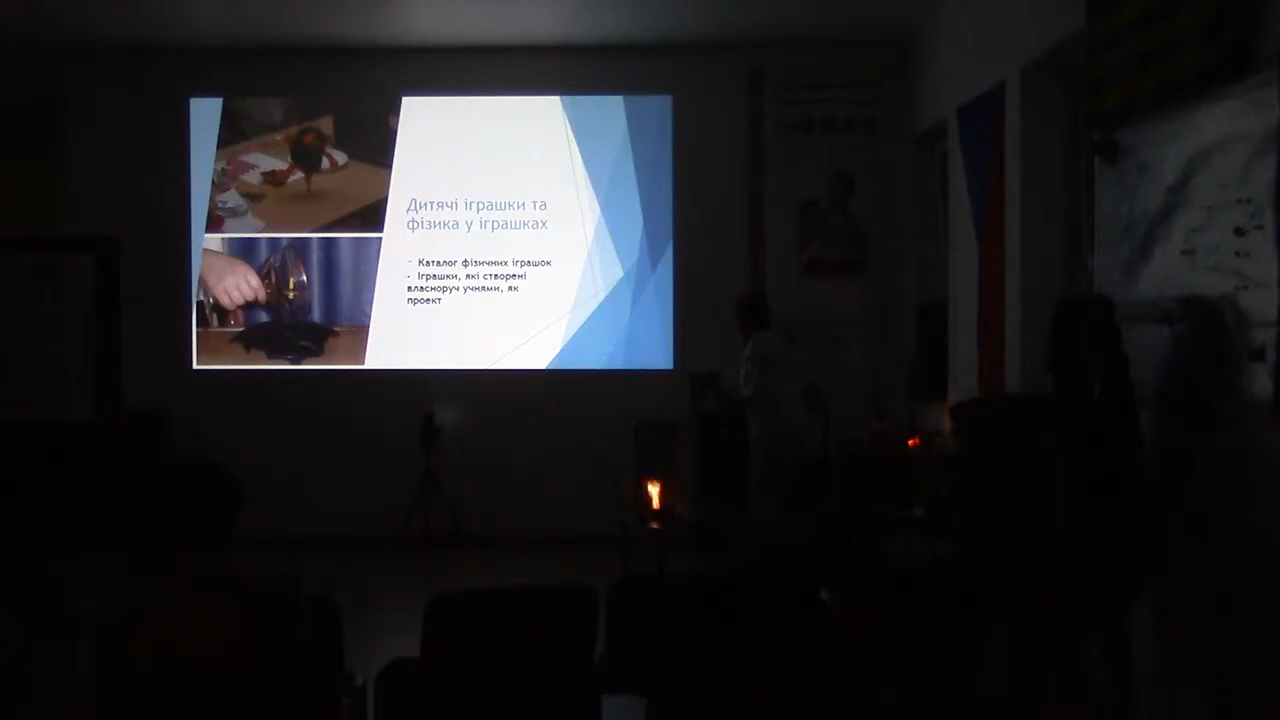 Дитячі іграшки та
фізика у іграшках
- Каталог фізичних іграшок
- Іграшки, які створені
власноруч учнями, як
проект